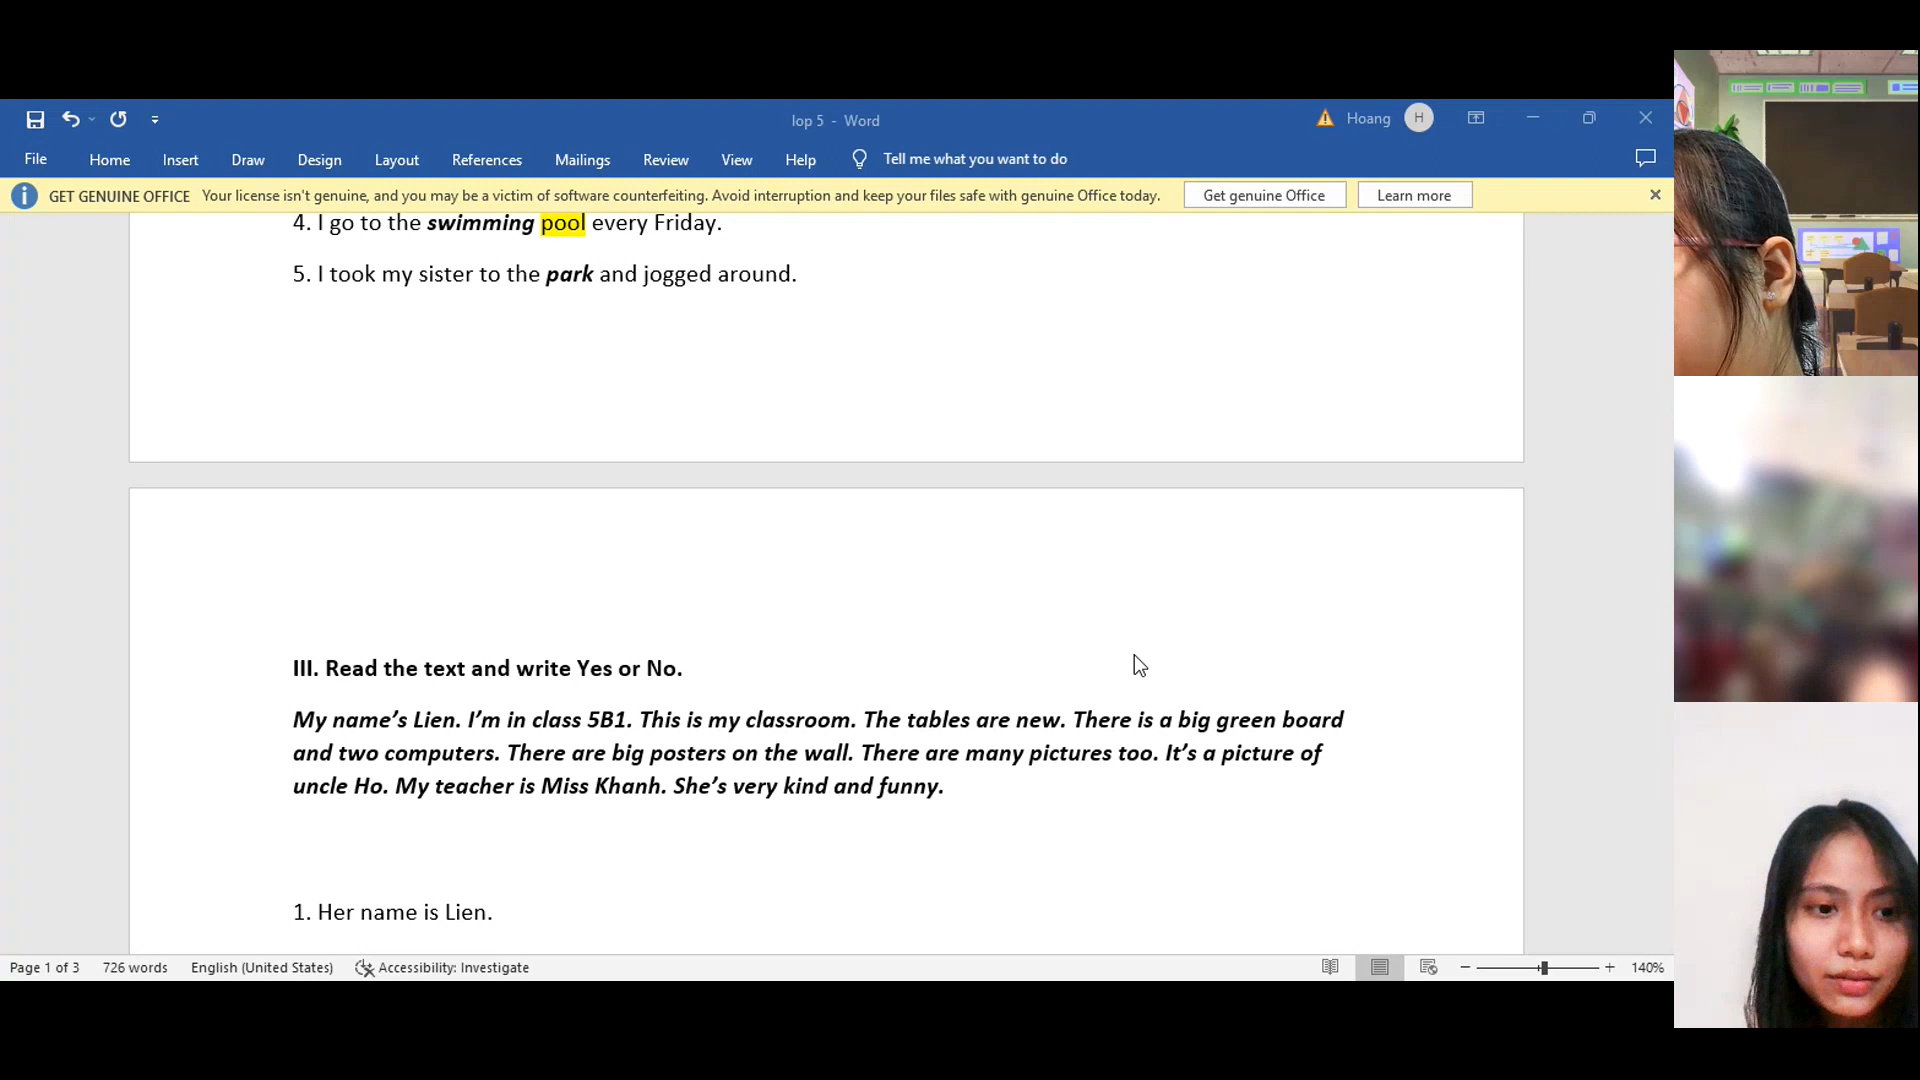 lop 5 - Word
Hoang H
File Home Insert Draw Design Layout References Mailings Review View Help Tell me what you want to do
GET GENUINE OFFICE Your license isn't genuine, and you may be a victim of software counterfeiting. Avoid interruption and keep your files safe with genuine Office today. Get genuine Office Learn more
4. I go to the swimming pool every Friday.
5. I took my sister to the park and jogged around.
III. Read the text and write Yes or No.
My name’s Lien. I’m in class 5B1. This is my classroom. The tables are new. There is a big green board
and two computers. There are big posters on the wall. There are many pictures too. It’s a picture of
uncle Ho. My teacher is Miss Khanh. She’s very kind and funny.
1. Her name is Lien.
Page 1 of 3 726 words English (United States) Accessibility: Investigate 140%